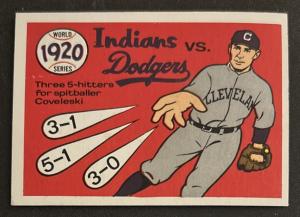 WORLD
1920
SERIES
Indians vs.
Dodgers
Three 5-hitters
for spitballer
Coveleski
3-1
5-1
3-0
C
CLEVELAND